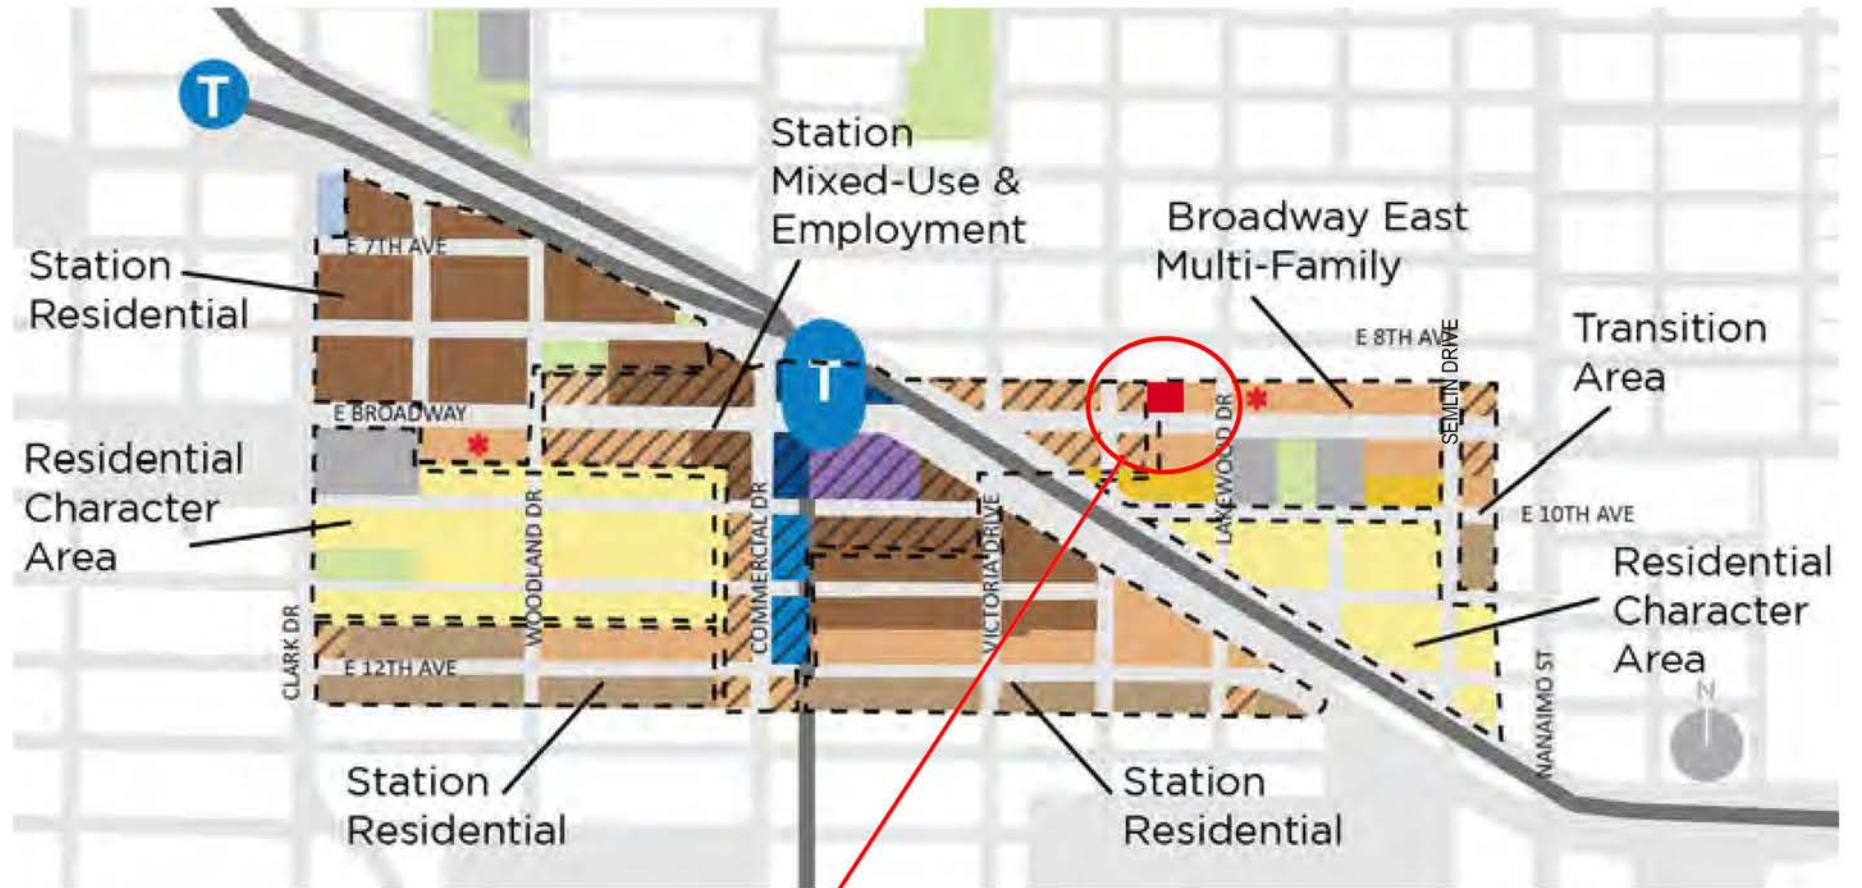 T
Station
Mixed-Use &
Employment
Broadway East
Multi-Family
E 7TH AVE
Station
Residential
E 8TH AVE
SEMLIN DRIVE
Transition
Area
T
E BROADWAY
LAKEWOOD DR
Residential
Character
Area
WOODLAND DR
COMMERCIAL DR
VICTORIA DRIVE
E 10TH AVE
Residential
Character
Area
CLARK DR
E 12TH AVE
NANAIMO ST
N
Station
Residential
Station
Residential